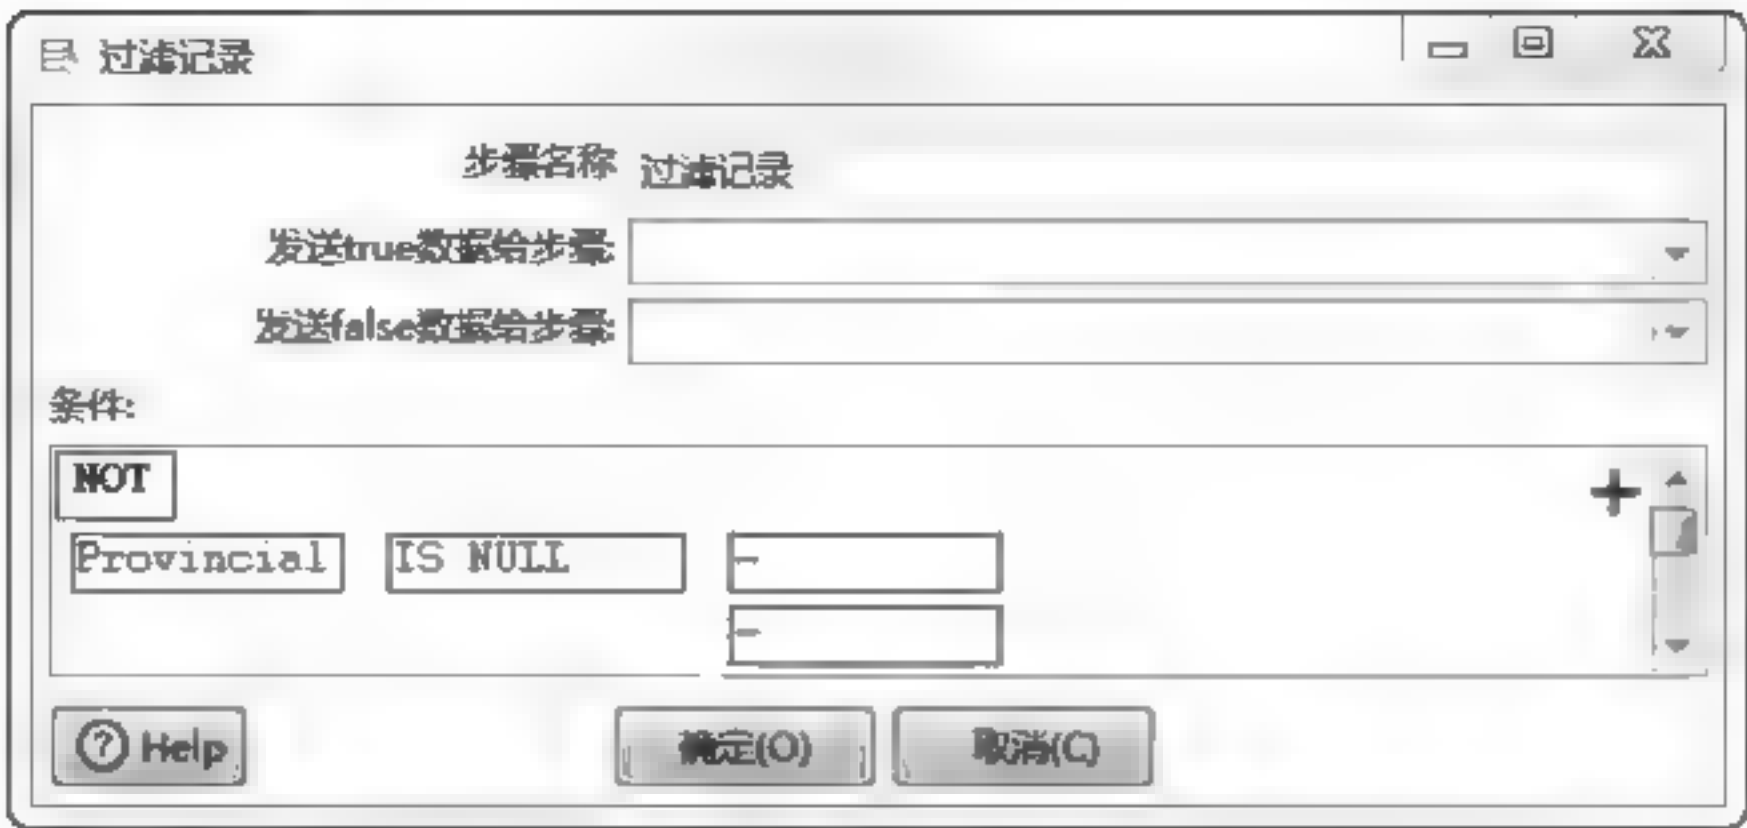 过滤记录
步骤名称 过滤记录
发送true数据给步骤:
发送false数据给步骤:
条件:
NOT
Provincial IS NULL -
-
Help 确定(O) 取消(C)